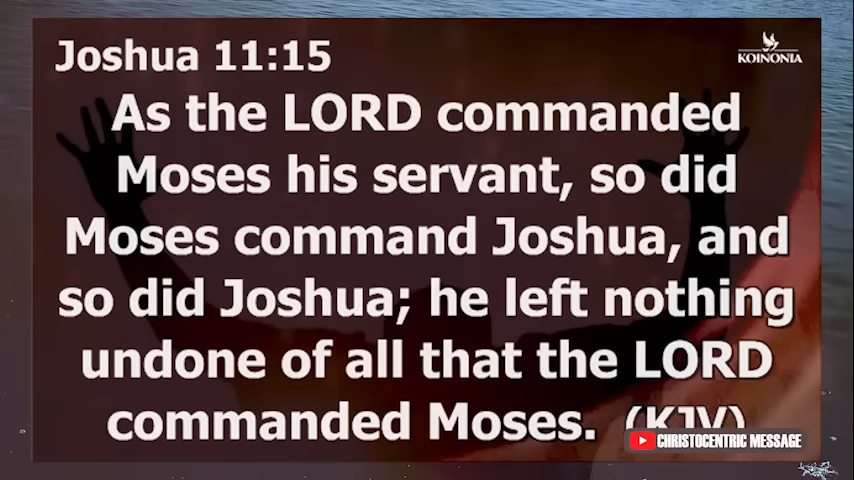 Joshua 11:15
KOINONIA
As the LORD commanded
Moses his servant, so did
Moses command Joshua, and
so did Joshua; he left nothing
undone of all that the LORD
commanded Moses. (KJV)
CHRISTOCENTRIC MESSAGE